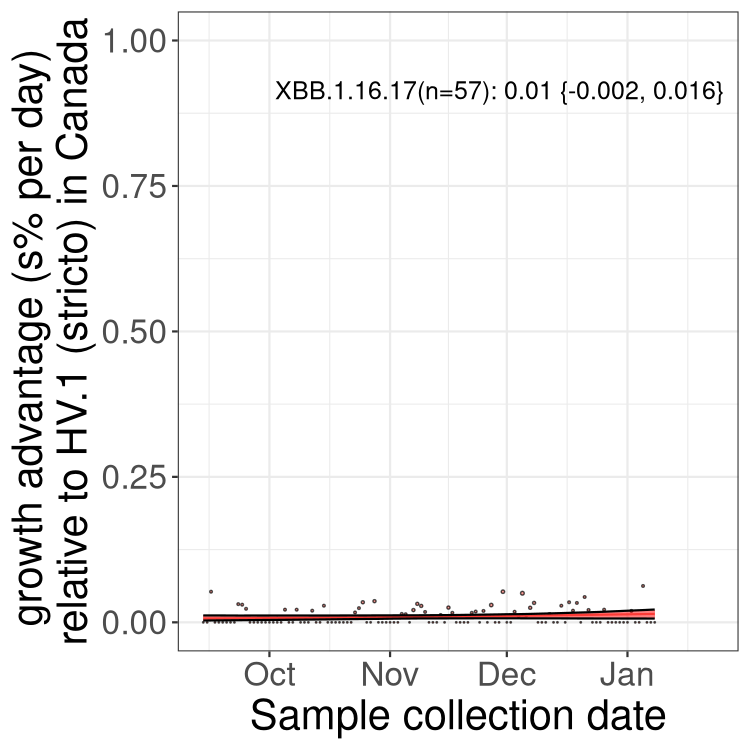 growth advantage (s% per day)
relative to HV.1 (stricto) in Canada
1.00
0.75
0.50
0.25
0.00
XBB.1.16.17(n=57): 0.01 {-0.002, 0.016}
Oct Nov Dec Jan
Sample collection date